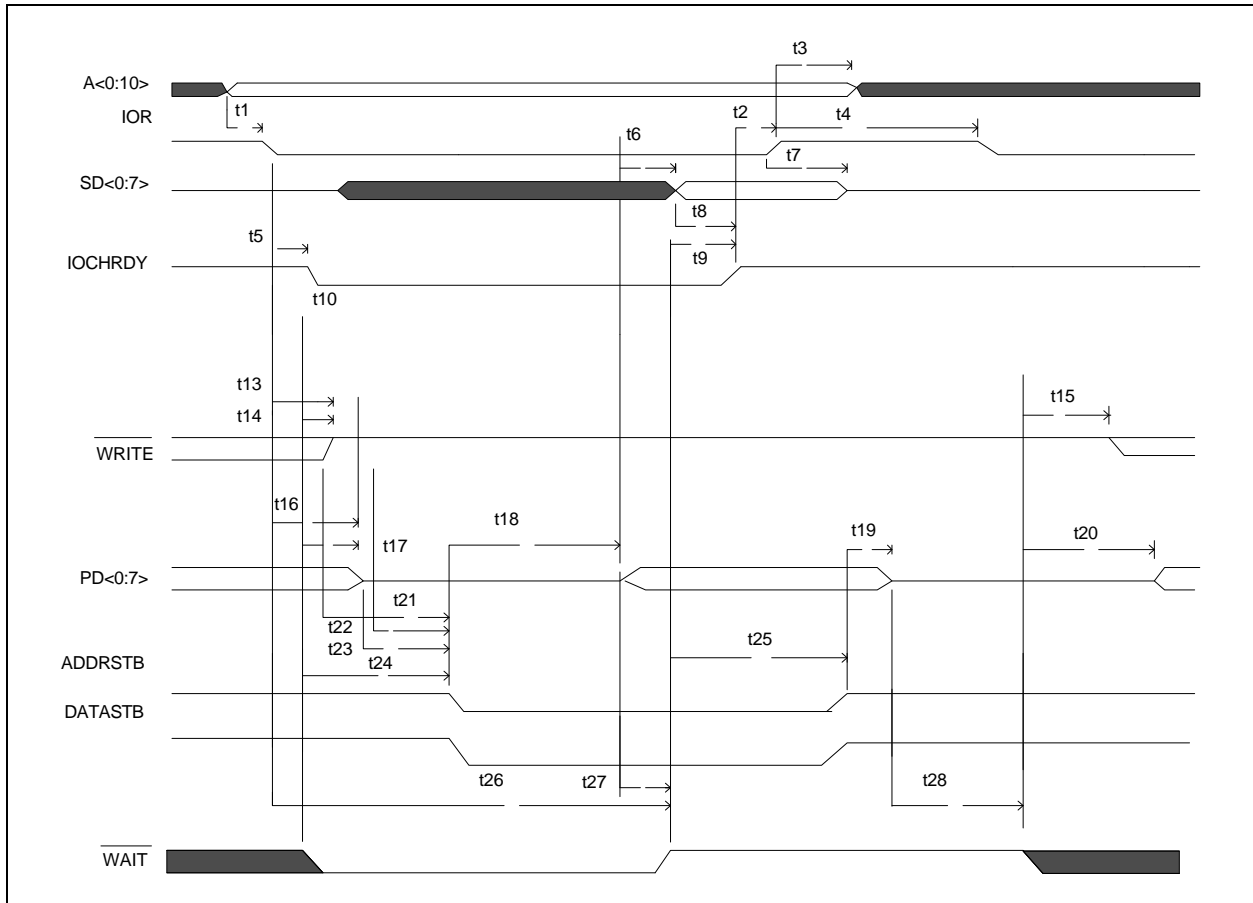 t3
A<0:10>
t1
t2
t4
IOR
t6
t7
SD<0:7>
t8
t5
t9
IOCHRDY
t10
t13
t15
t14
WRITE
t16
t18
t19
t20
t17
PD<0:7>
t21
t22
t23
t25
ADDRSTB
t24
DATASTB
t26
t27
t28
WAIT